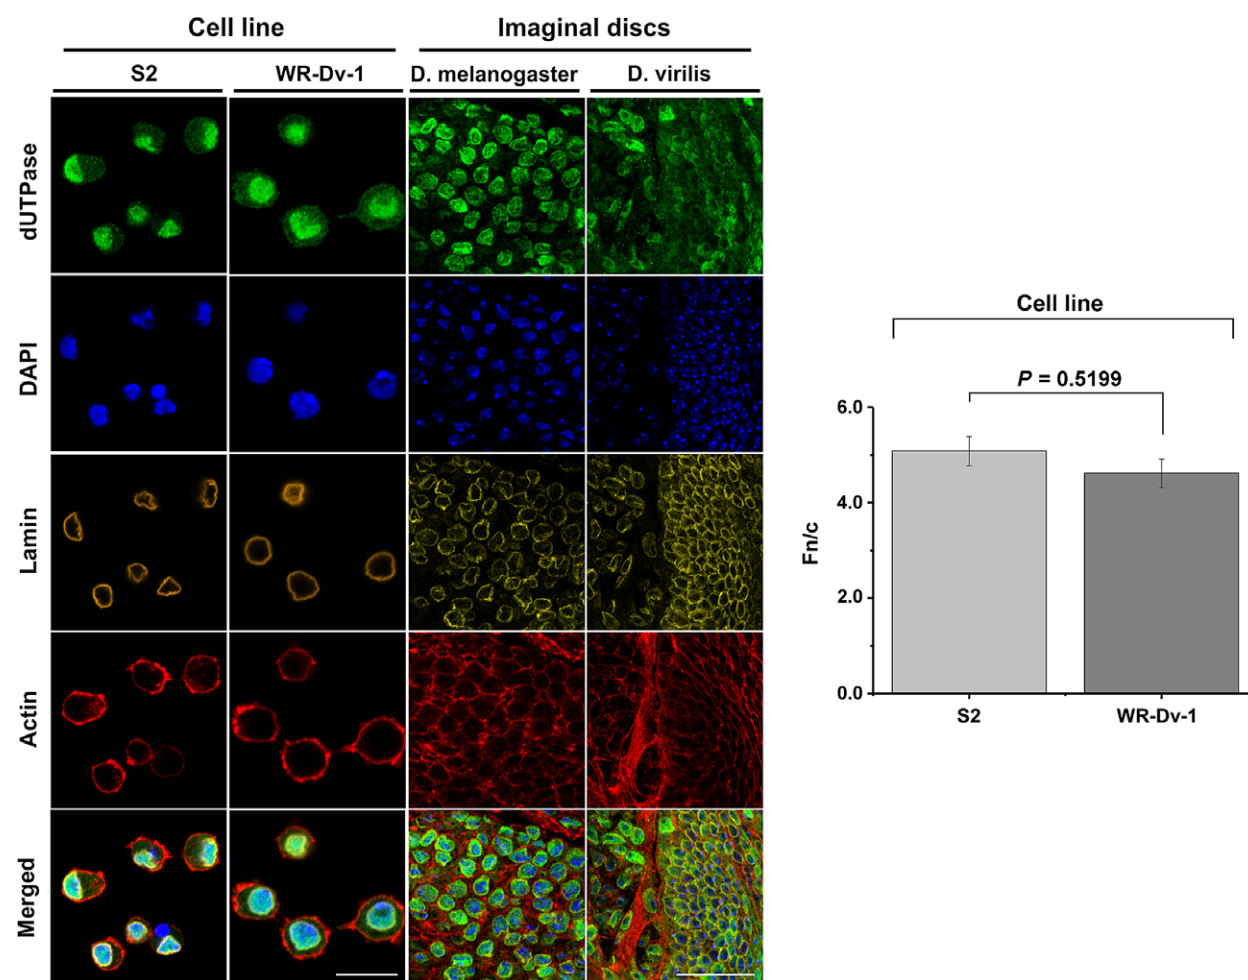 Cell line
Imaginal discs
S2
WR-Dv-1
D. melanogaster
D. virilis
dUTPase
DAPI
Lamin
Actin
Merged
Cell line
P = 0.5199
6.0
4.0
2.0
0.0
Fn/c
S2
WR-Dv-1